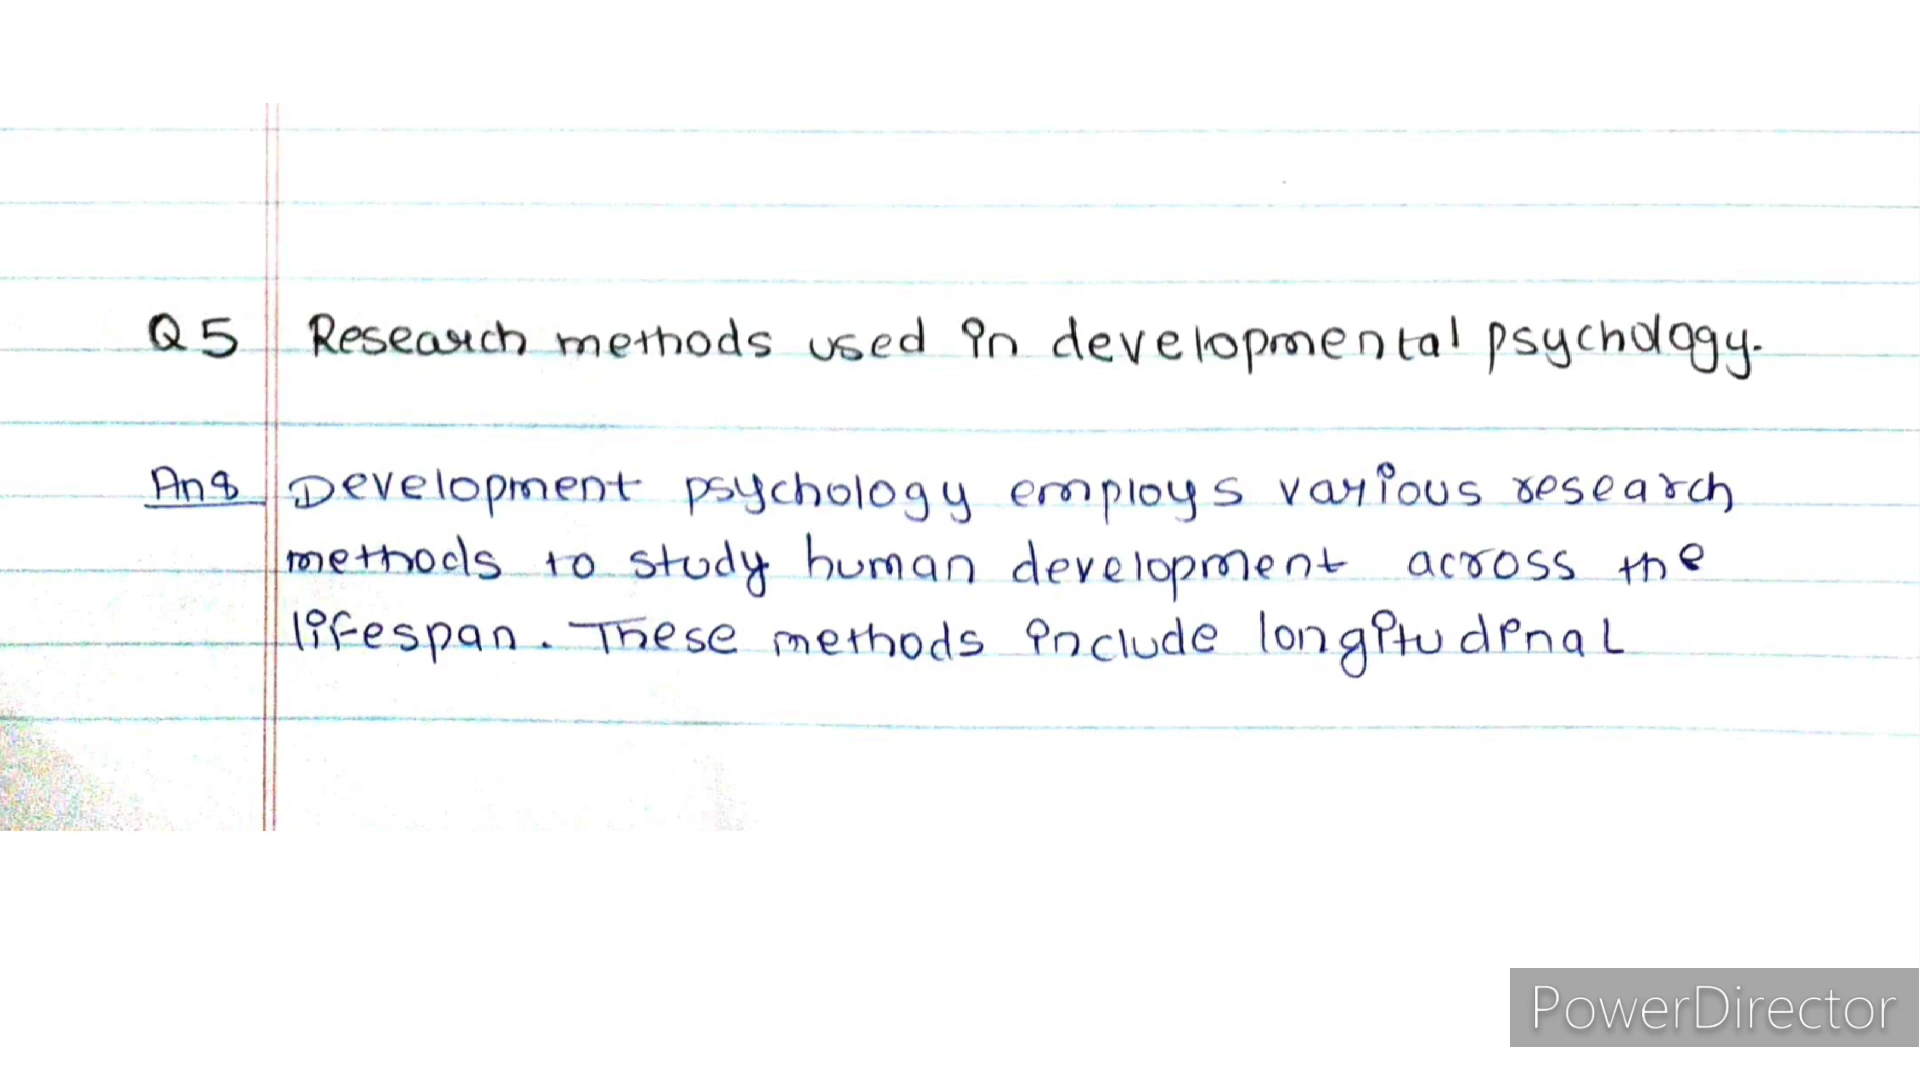 Q5 Research methods used in developmental psychology.
Ans Development psychology employs various research
methods to study human development across the
lifespan. These methods include longitudinal
PowerDirector